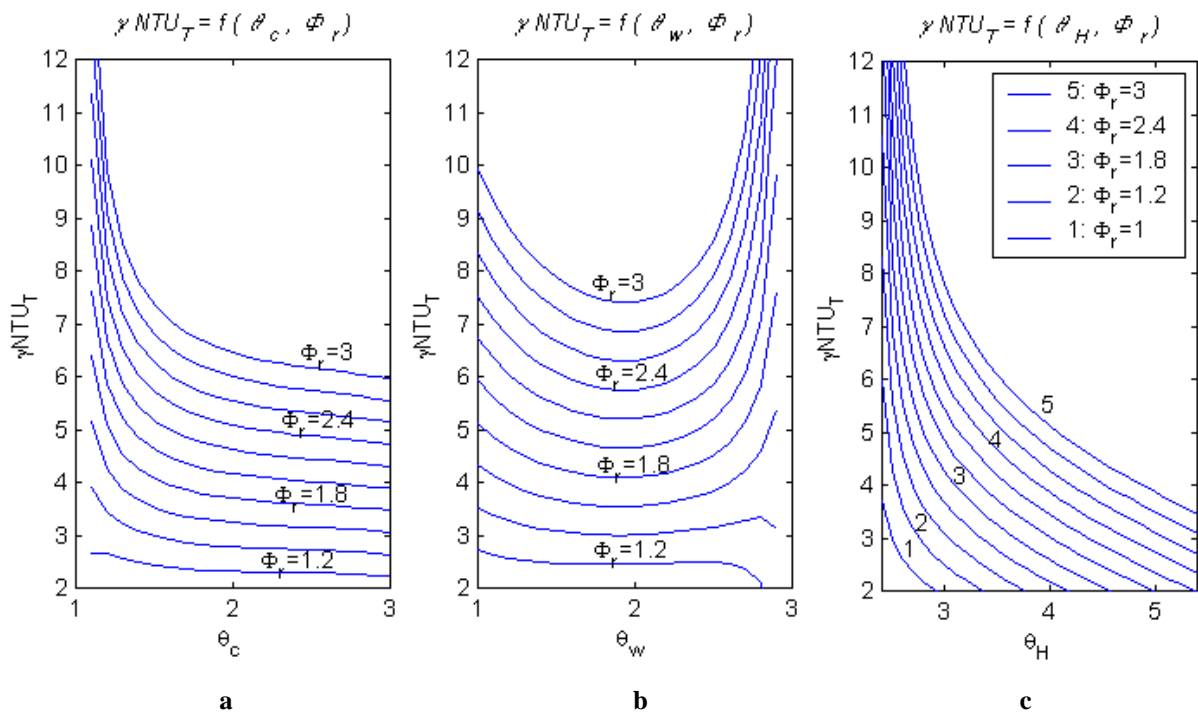 γ NTU_T = f ( θ_c, Φ_r)
12
11
10
9
8
7
6
5
4
3
2
γNTU_T
Φ_r=3
Φ_r=2.4
Φ_r=1.8
Φ_r=1.2
1 2 3
θ_c
a
γ NTU_T = f ( θ_w, Φ_r)
12
11
10
9
8
7
6
5
4
3
2
γNTU_T
Φ_r=3
Φ_r=2.4
Φ_r=1.8
Φ_r=1.2
1 2 3
θ_w
b
γ NTU_T = f ( θ_H, Φ_r)
12
11
10
9
8
7
6
5
4
3
2
γNTU_T
5: Φ_r=3
4: Φ_r=2.4
3: Φ_r=1.8
2: Φ_r=1.2
1: Φ_r=1
5
4
3
2
1
3 4 5
θ_H
c